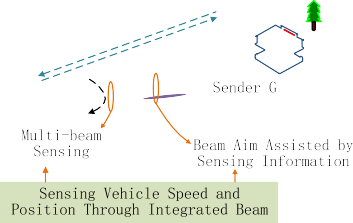 Sender G
Multi-beam
Sensing
Beam Aim Assisted by
Sensing Information
Sensing Vehicle Speed and
Position Through Integrated Beam